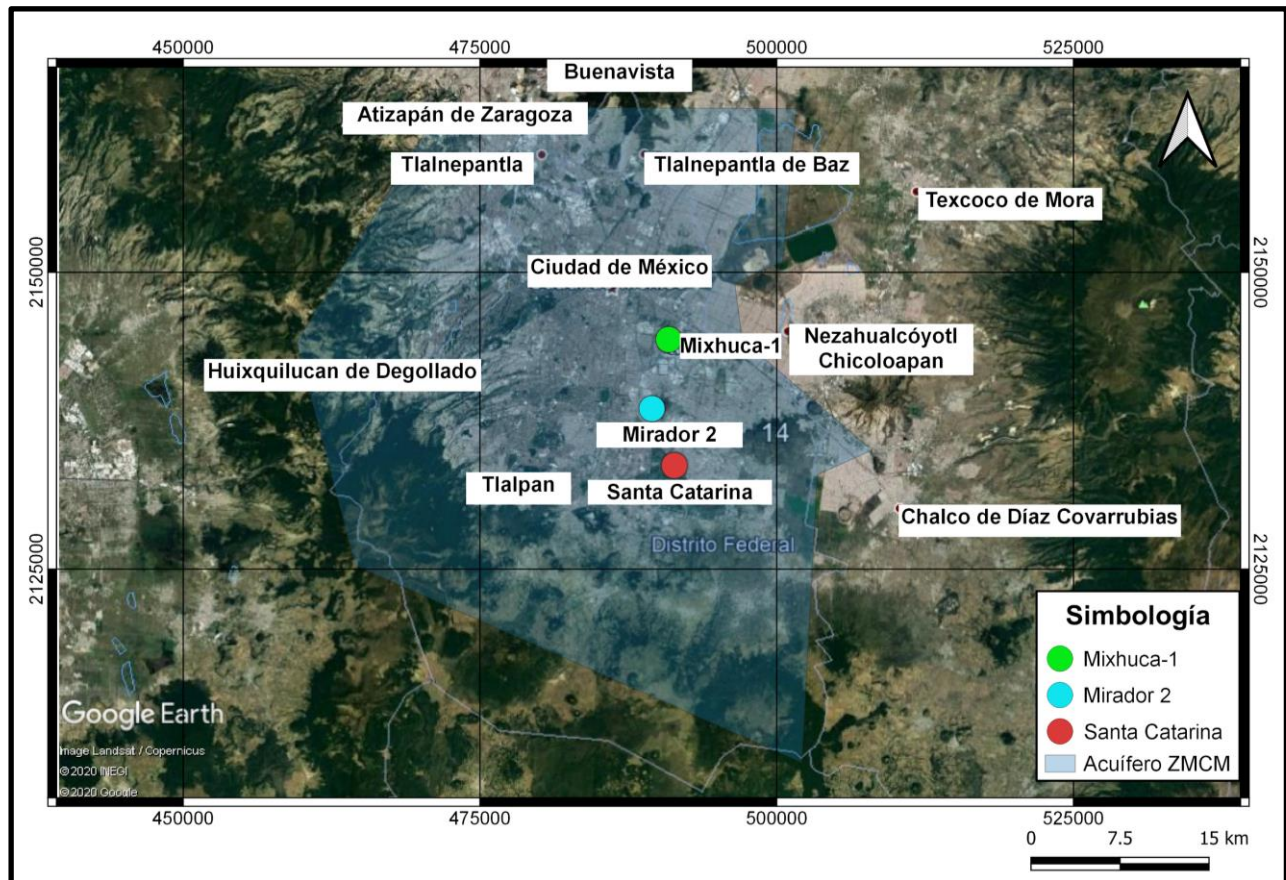 450000
475000
500000
525000
Buenavista
Atizapán de Zaragoza
Tlalnepantla
Tlalnepantla de Baz
Texcoco de Mora
2150000
2150000
Ciudad de México
Mixhuca-1
Nezahualcóyotl
Chicoloapan
Huixquilucan de Degollado
Mirador 2
14
Tlalpan
Santa Catarina
Chalco de Díaz Covarrubias
Distrito Federal
2125000
2125000
Simbología
Mixhuca-1
Mirador 2
Santa Catarina
Acuífero ZMCM
Google Earth
Image Landsat / Copernicus
©2020 INEGI
©2020 Google
450000
475000
500000
525000
0
7.5
15 km